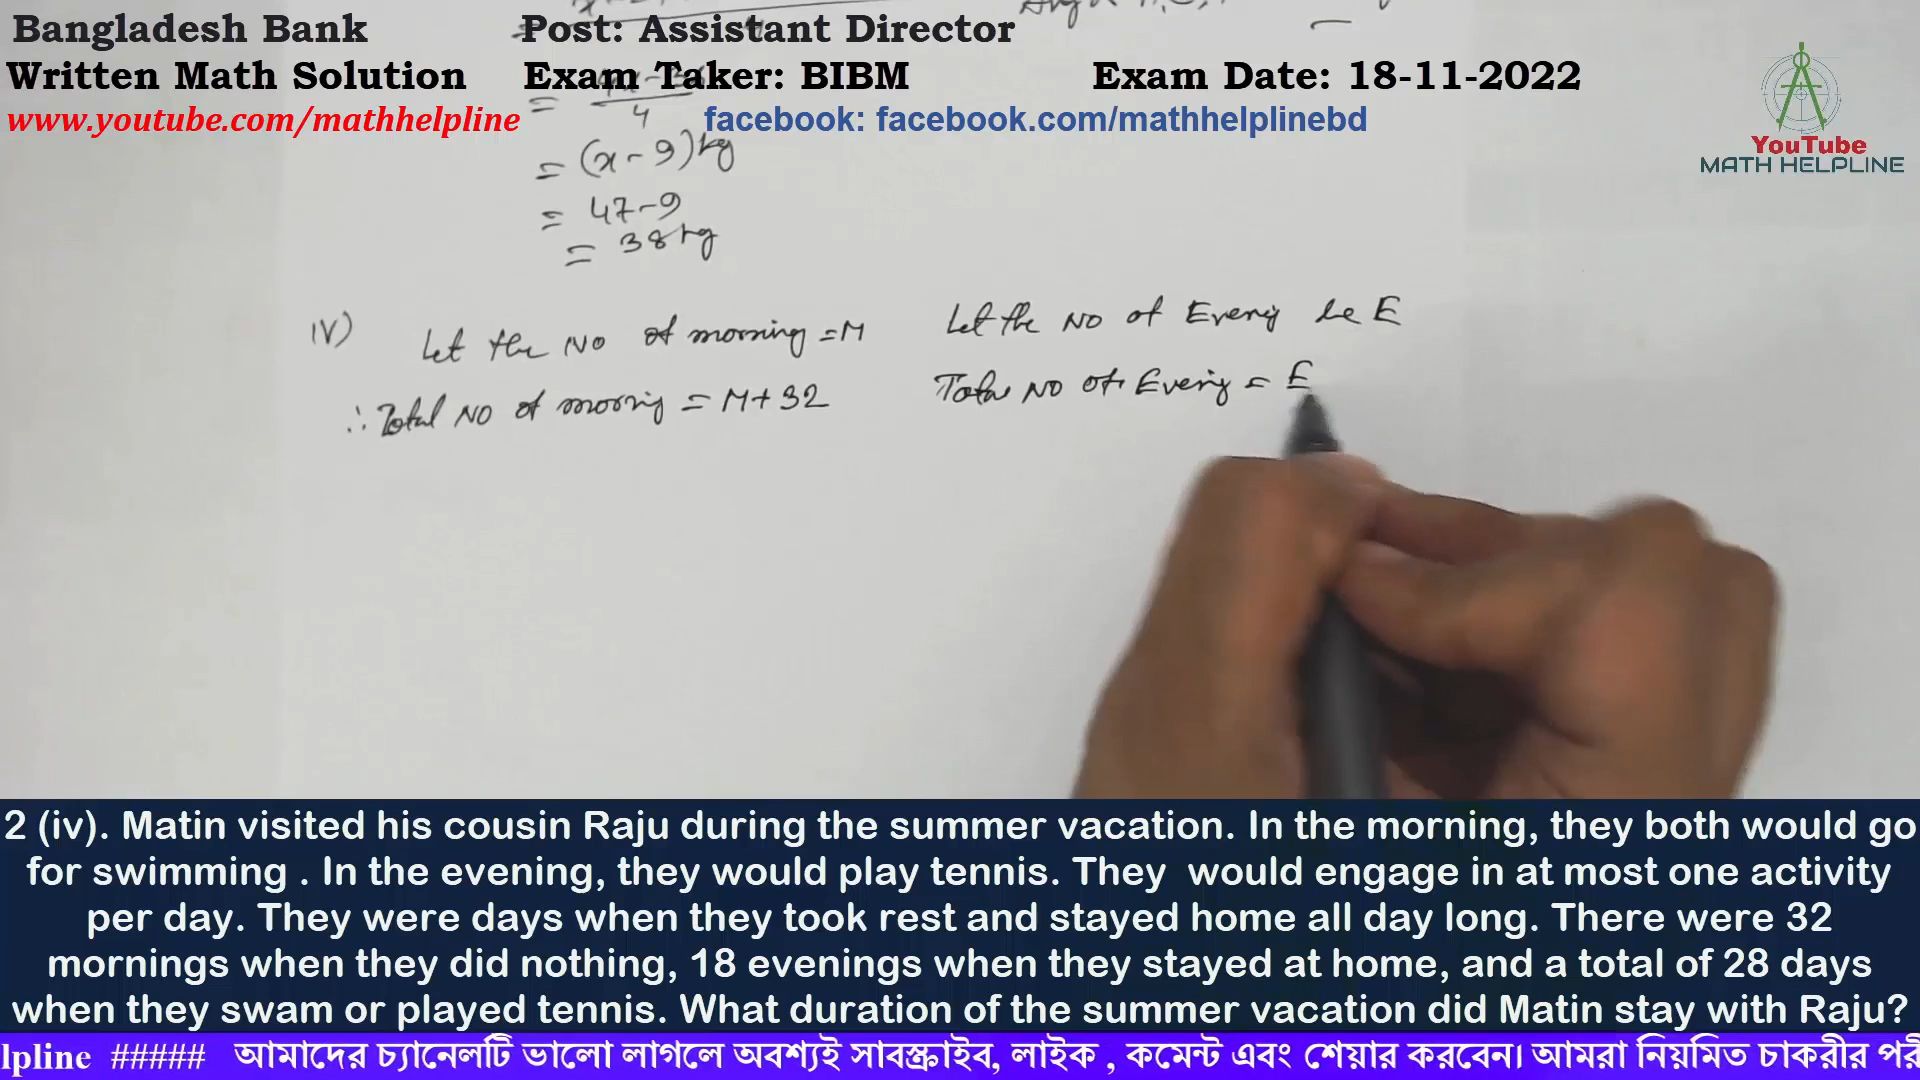 Bangladesh Bank Post: Assistant Director
Written Math Solution Exam Taker: BIBM Exam Date: 18-11-2022
www.youtube.com/mathhelpline facebook: facebook.com/mathhelplinebd
YouTube
MATH HELPLINE
= (x-9) kg
= 47-9
= 38 kg
IV) Let the NO of morning = M
∴ Total NO of morning = M+32
Let the NO of Evenig be E
Total NO of Evenig = E
2 (iv). Matin visited his cousin Raju during the summer vacation. In the morning, they both would go
for swimming . In the evening, they would play tennis. They would engage in at most one activity
per day. They were days when they took rest and stayed home all day long. There were 32
mornings when they did nothing, 18 evenings when they stayed at home, and a total of 28 days
when they swam or played tennis. What duration of the summer vacation did Matin stay with Raju?
lpline ##### আমাদের চ্যানেলটি ভালো লাগলে অবশ্যই সাবস্ক্রাইব, লাইক , কমেন্ট এবং শেয়ার করবেন। আমরা নিয়মিত চাকরীর পরী